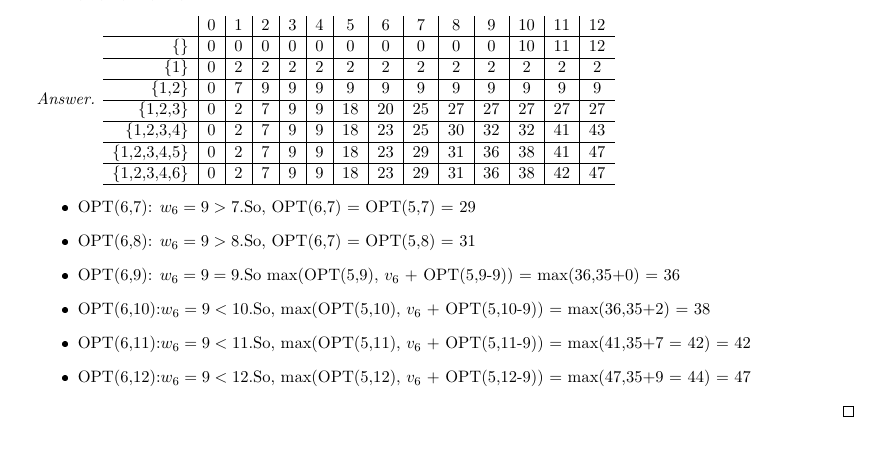 0 1 2 3 4 5 6 7 8 9 10 11 12
{} 0 0 0 0 0 0 0 0 0 0 10 11 12
{1} 0 2 2 2 2 2 2 2 2 2 2 2 2
{1,2} 0 7 9 9 9 9 9 9 9 9 9 9 9
Answer.
{1,2,3} 0 2 7 9 9 18 20 25 27 27 27 27 27
{1,2,3,4} 0 2 7 9 9 18 23 25 30 32 32 41 43
{1,2,3,4,5} 0 2 7 9 9 18 23 29 31 36 38 41 47
{1,2,3,4,6} 0 2 7 9 9 18 23 29 31 36 38 42 47
• OPT(6,7): w₆ = 9 > 7.So, OPT(6,7) = OPT(5,7) = 29
• OPT(6,8): w₆ = 9 > 8.So, OPT(6,7) = OPT(5,8) = 31
• OPT(6,9): w₆ = 9 = 9.So max(OPT(5,9), v₆ + OPT(5,9-9)) = max(36,35+0) = 36
• OPT(6,10):w₆ = 9 < 10.So, max(OPT(5,10), v₆ + OPT(5,10-9)) = max(36,35+2) = 38
• OPT(6,11):w₆ = 9 < 11.So, max(OPT(5,11), v₆ + OPT(5,11-9)) = max(41,35+7 = 42) = 42
• OPT(6,12):w₆ = 9 < 12.So, max(OPT(5,12), v₆ + OPT(5,12-9)) = max(47,35+9 = 44) = 47